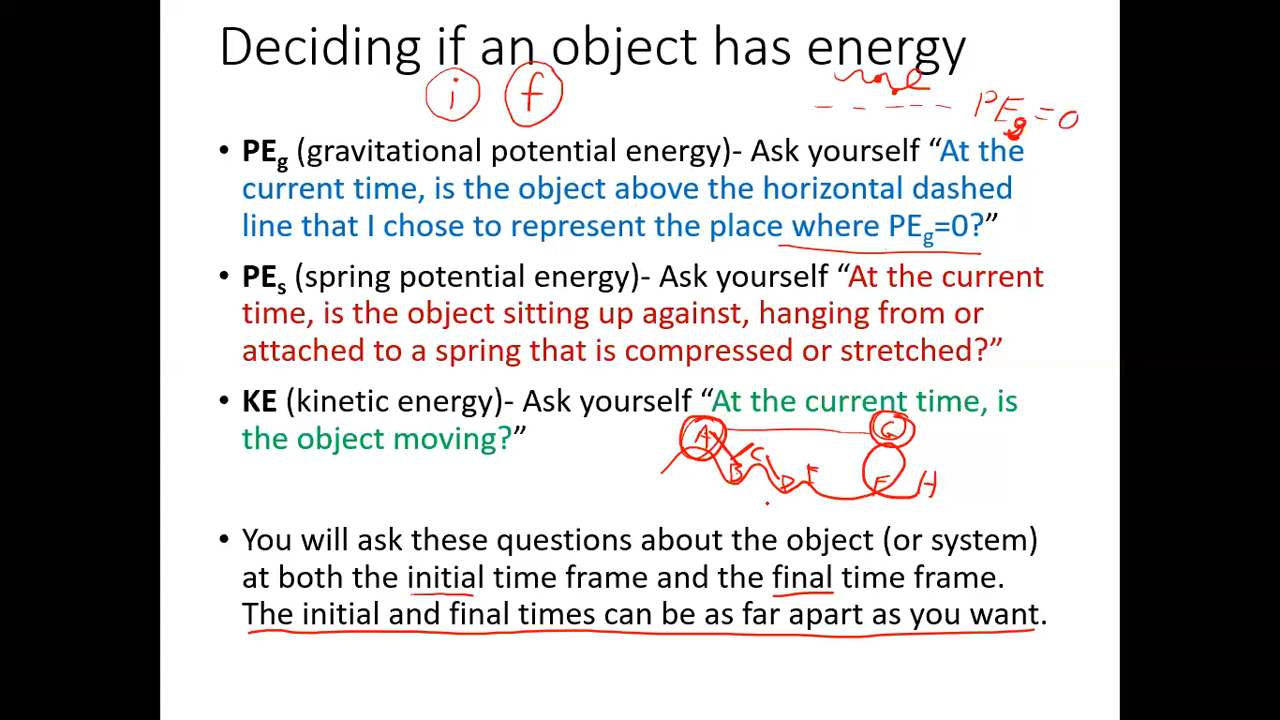 Deciding if an object has energy
i f
PEg=0
• PEg (gravitational potential energy)- Ask yourself “At the
current time, is the object above the horizontal dashed
line that I chose to represent the place where PEg=0?”
• PEs (spring potential energy)- Ask yourself “At the current
time, is the object sitting up against, hanging from or
attached to a spring that is compressed or stretched?”
• KE (kinetic energy)- Ask yourself “At the current time, is
the object moving?”
A G
B C D E F H
• You will ask these questions about the object (or system)
at both the initial time frame and the final time frame.
The initial and final times can be as far apart as you want.